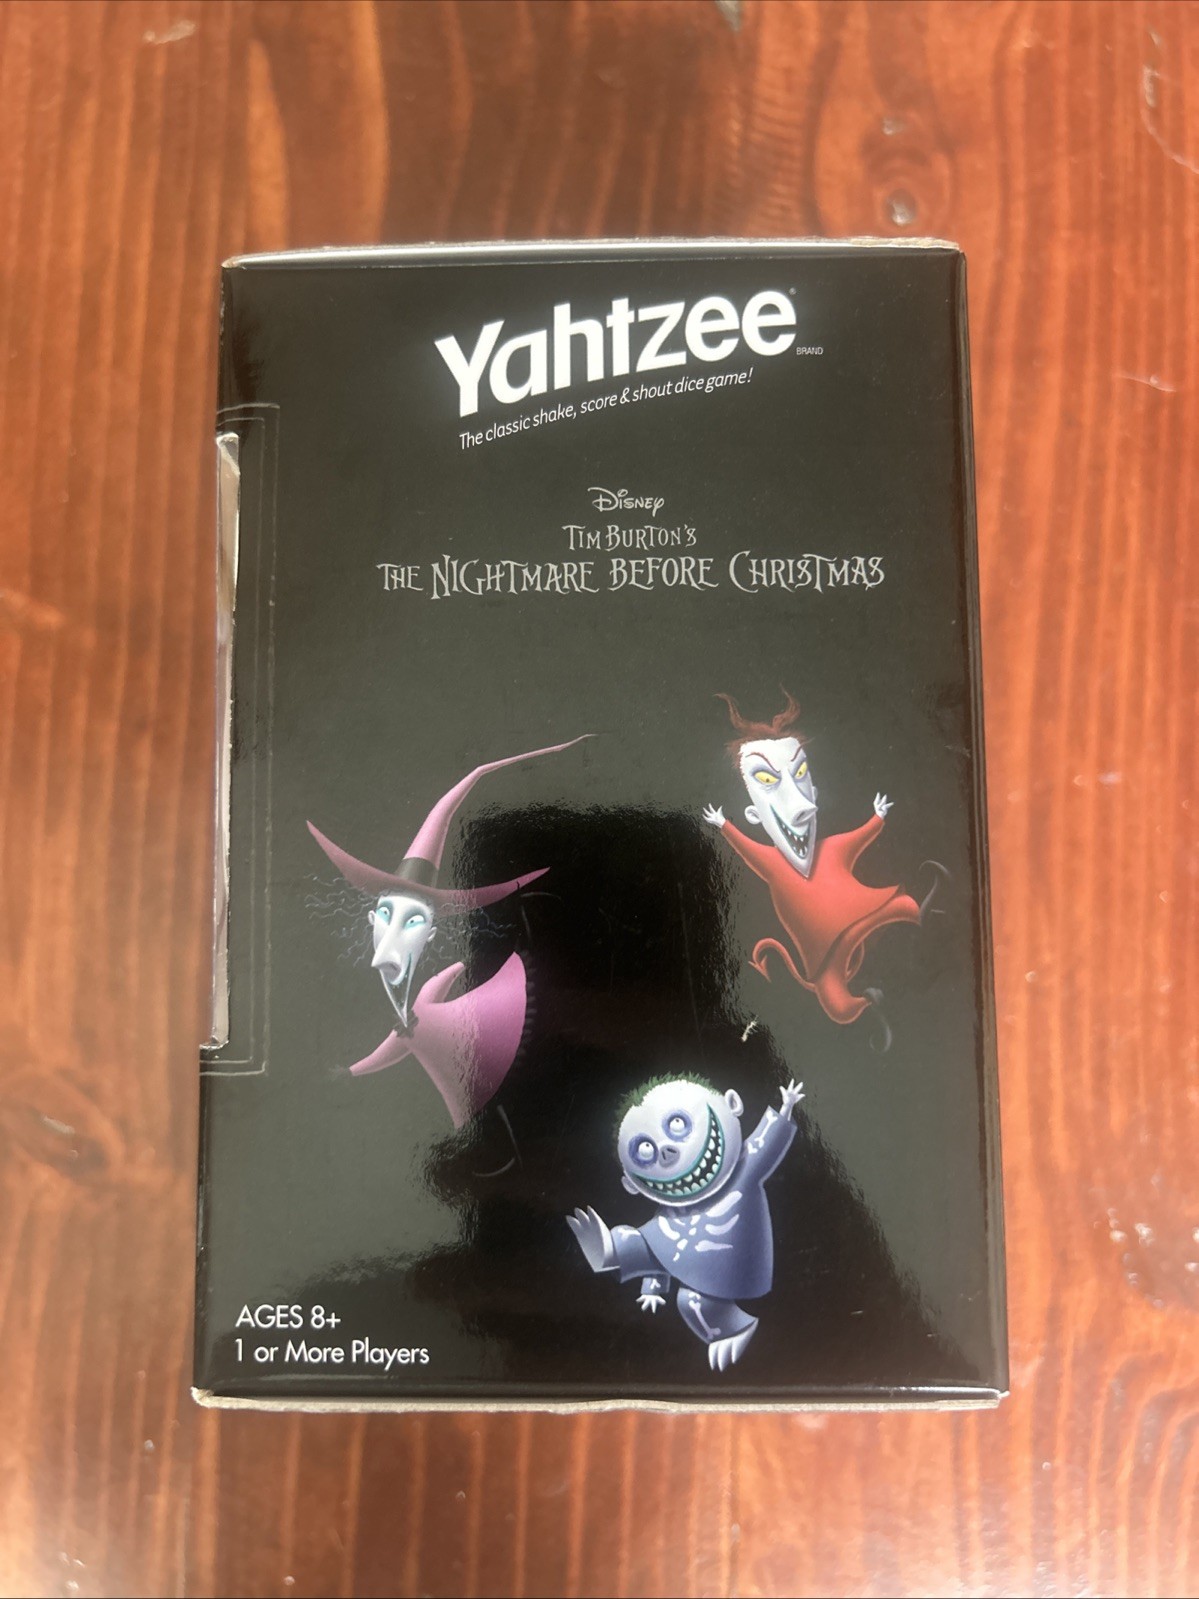 Yahtzee®
BRAND
The classic shake, score & shout dice game!
Disney
Tim Burton's
The Nightmare Before Christmas
AGES 8+
1 or More Players